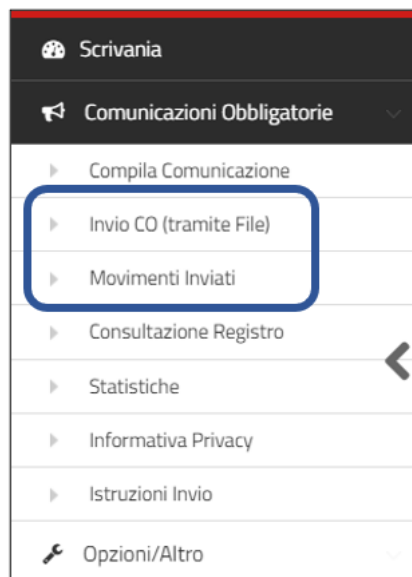 Scrivania
Comunicazioni Obbligatorie
Compila Comunicazione
Invio CO (tramite File)
Movimenti Inviati
Consultazione Registro
Statistiche
Informativa Privacy
Istruzioni Invio
Opzioni/Altro